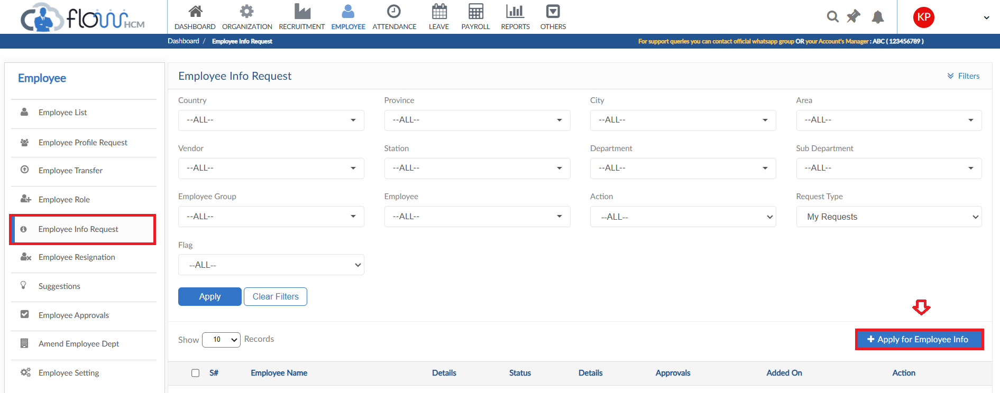 flowHCM
DASHBOARD ORGANIZATION RECRUITMENT EMPLOYEE ATTENDANCE LEAVE PAYROLL REPORTS OTHERS
KP
Dashboard / Employee Info Request
For support queries you can contact official whatsapp group OR your Account's Manager : ABC ( 123456789 )
Employee
Employee List
Employee Profile Request
Employee Transfer
Employee Role
Employee Info Request
Employee Resignation
Suggestions
Employee Approvals
Amend Employee Dept
Employee Setting
Employee Info Request
Filters
Country Province City Area
--ALL-- --ALL-- --ALL-- --ALL--
Vendor Station Department Sub Department
--ALL-- --ALL-- --ALL-- --ALL--
Employee Group Employee Action Request Type
--ALL-- --ALL-- --ALL-- My Requests
Flag
--ALL--
Apply Clear Filters
Show 10 Records
+ Apply for Employee Info
S# Employee Name Details Status Details Approvals Added On Action